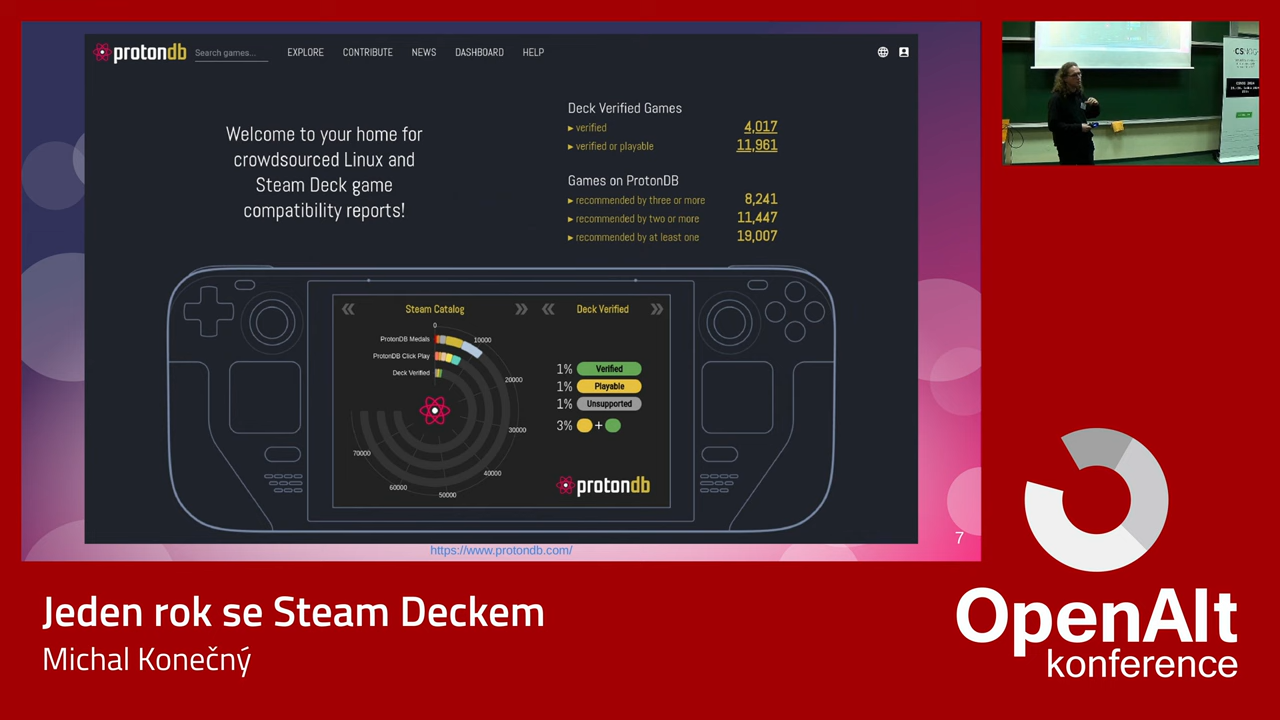 protondb
Search games...
EXPLORE
CONTRIBUTE
NEWS
DASHBOARD
HELP
Welcome to your home for
crowdsourced Linux and
Steam Deck game
compatibility reports!
Deck Verified Games
▸ verified 4,017
▸ verified or playable 11,961
Games on ProtonDB
▸ recommended by three or more 8,241
▸ recommended by two or more 11,447
▸ recommended by at least one 19,007
Steam Catalog
ProtonDB Medals
ProtonDB Click Play
Deck Verified
0
10000
20000
30000
40000
50000
60000
70000
Deck Verified
1% Verified
1% Playable
1% Unsupported
3% +
protondb
https://www.protondb.com/
7
Jeden rok se Steam Deckem
Michal Konečný
OpenAlt
konference